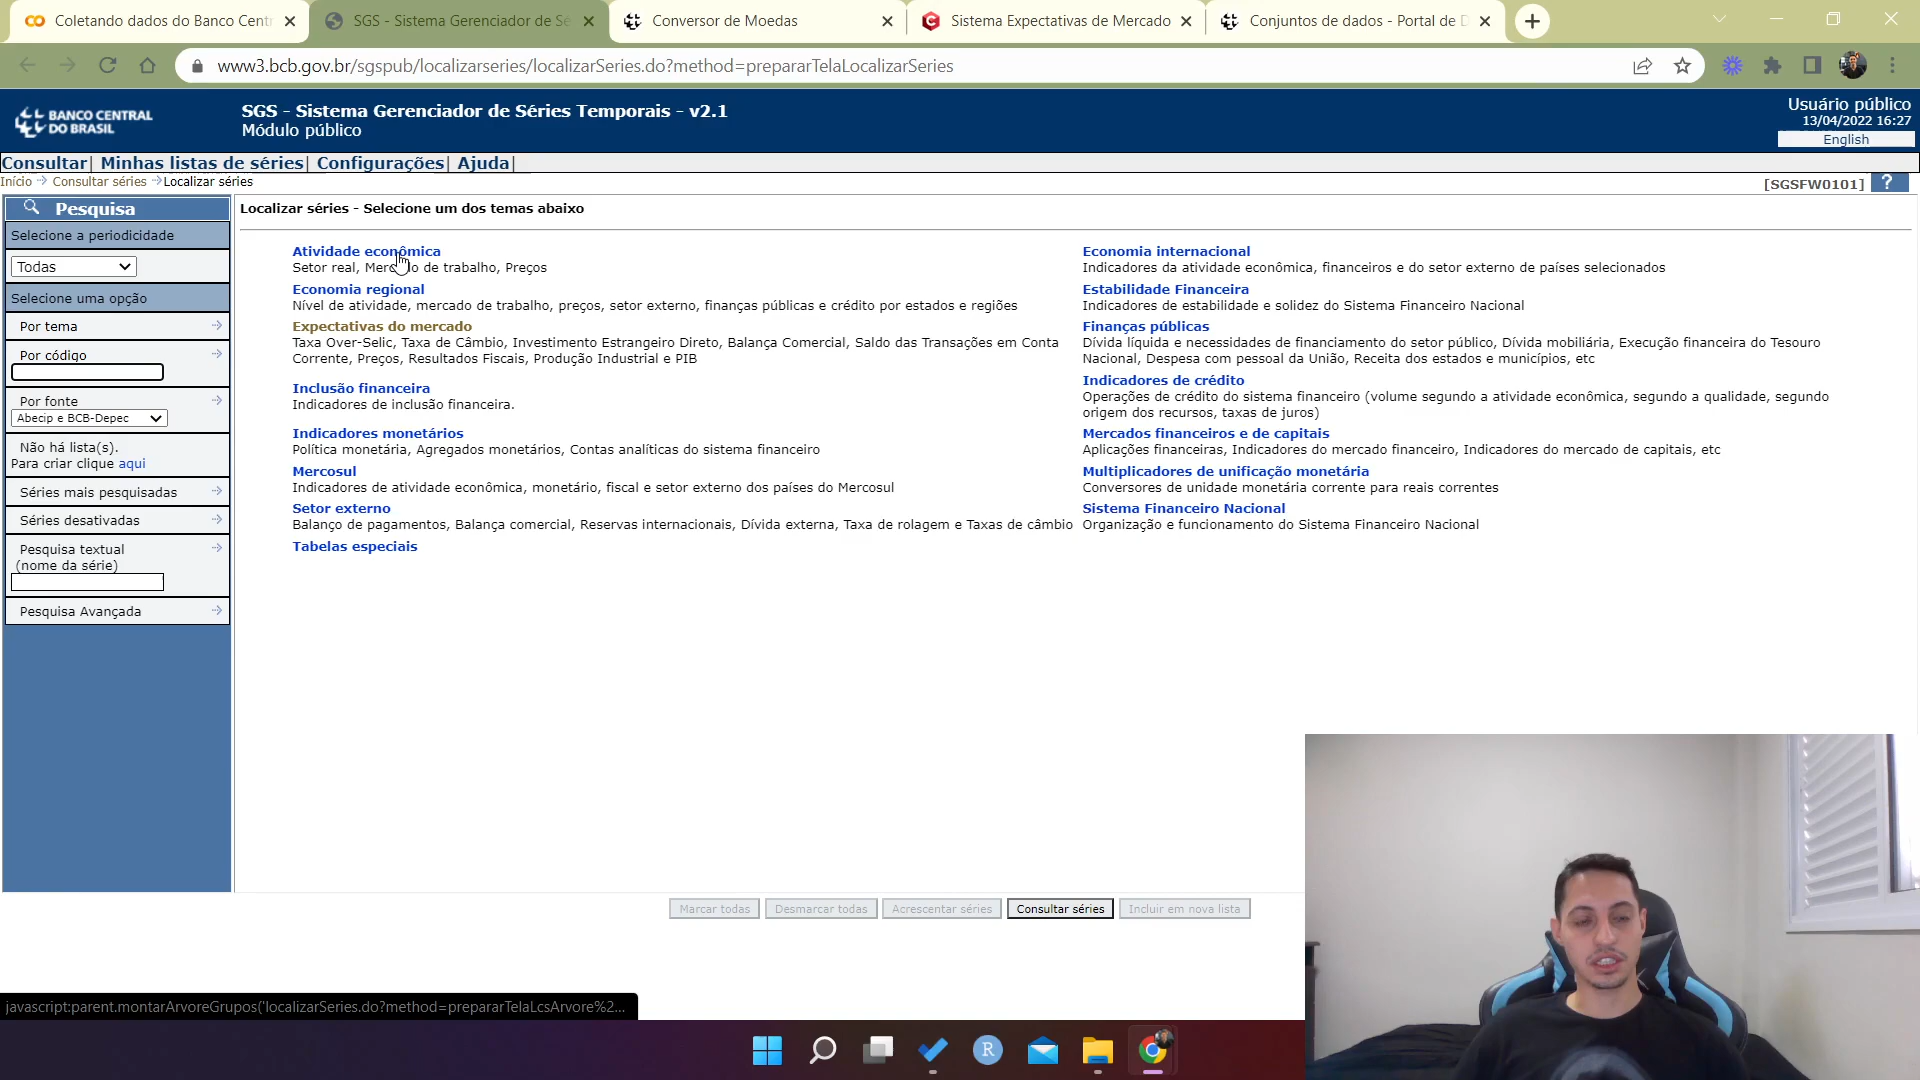 Coletando dados do Banco Cent
SGS - Sistema Gerenciador de Sé
Conversor de Moedas
Sistema Expectativas de Mercado
Conjuntos de dados - Portal de D
www3.bcb.gov.br/sgspub/localizarseries/localizarSeries.do?method=prepararTelaLocalizarSeries
BANCO CENTRAL
DO BRASIL
SGS - Sistema Gerenciador de Séries Temporais - v2.1
Módulo público
Usuário público
13/04/2022 16:27
English
Consultar| Minhas listas de séries| Configurações| Ajuda|
Início Consultar séries Localizar séries
[SGSFW0101] ?
Pesquisa
Selecione a periodicidade
Todas
Selecione uma opção
Por tema
Por código
Por fonte
Abecip e BCB-Depec
Não há lista(s).
Para criar clique aqui
Séries mais pesquisadas
Séries desativadas
Pesquisa textual
(nome da série)
Pesquisa Avançada
Localizar séries - Selecione um dos temas abaixo
Atividade econômica
Setor real, Mercado de trabalho, Preços
Economia regional
Nível de atividade, mercado de trabalho, preços, setor externo, finanças públicas e crédito por estados e regiões
Expectativas do mercado
Taxa Over-Selic, Taxa de Câmbio, Investimento Estrangeiro Direto, Balança Comercial, Saldo das Transações em Conta
Corrente, Preços, Resultados Fiscais, Produção Industrial e PIB
Inclusão financeira
Indicadores de inclusão financeira.
Indicadores monetários
Política monetária, Agregados monetários, Contas analíticas do sistema financeiro
Mercosul
Indicadores de atividade econômica, monetário, fiscal e setor externo dos países do Mercosul
Setor externo
Balanço de pagamentos, Balança comercial, Reservas internacionais, Dívida externa, Taxa de rolagem e Taxas de câmbio
Tabelas especiais
Economia internacional
Indicadores da atividade econômica, financeiros e do setor externo de países selecionados
Estabilidade Financeira
Indicadores de estabilidade e solidez do Sistema Financeiro Nacional
Finanças públicas
Dívida líquida e necessidades de financiamento do setor público, Dívida mobiliária, Execução financeira do Tesouro
Nacional, Despesa com pessoal da União, Receita dos estados e municípios, etc
Indicadores de crédito
Operações de crédito do sistema financeiro (volume segundo a atividade econômica, segundo a qualidade, segundo
origem dos recursos, taxas de juros)
Mercados financeiros e de capitais
Aplicações financeiras, Indicadores do mercado financeiro, Indicadores do mercado de capitais, etc
Multiplicadores de unificação monetária
Conversores de unidade monetária corrente para reais correntes
Sistema Financeiro Nacional
Organização e funcionamento do Sistema Financeiro Nacional
Marcar todas
Desmarcar todas
Acrescentar séries
Consultar séries
Incluir em nova lista
javascript:parent.montarArvoreGrupos('localizarSeries.do?method=prepararTelaLcsArvore%2...
R